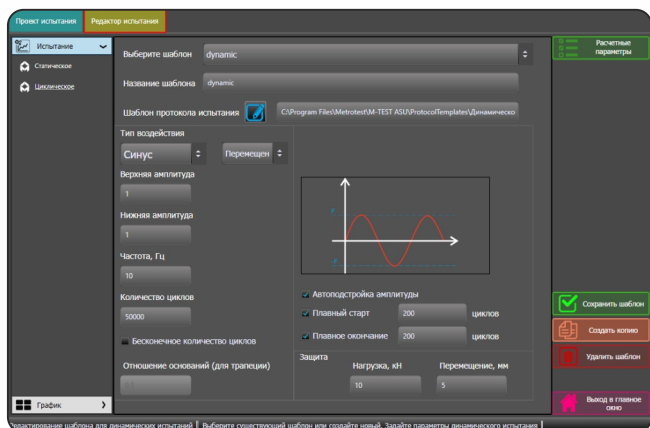 Проект испытания
Редактор испытания
Испытание
Статическое
Циклическое
График
Выберите шаблон
dynamic
Название шаблона
dynamic
Шаблон протокола испытания
C:\Program Files\Metrotest\M-TEST ASU\ProtocolTemplates\Динамическо
Тип воздействия
Синус
Перемещен
Верхняя амплитуда
1
Нижняя амплитуда
1
Частота, Гц
10
Количество циклов
50000
Бесконечное количество циклов
Отношение оснований (для трапеции)
Автоподстройка амплитуды
Плавный старт
200
циклов
Плавное окончание
200
циклов
Защита
Нагрузка, кН
Перемещение, мм
10
5
Расчетные
параметры
Сохранить шаблон
Создать копию
Удалить шаблон
Выход в главное
окно
Редактирование шаблона для динамических испытаний
Выберите существующий шаблон или создайте новый. Задайте параметры динамического испытания